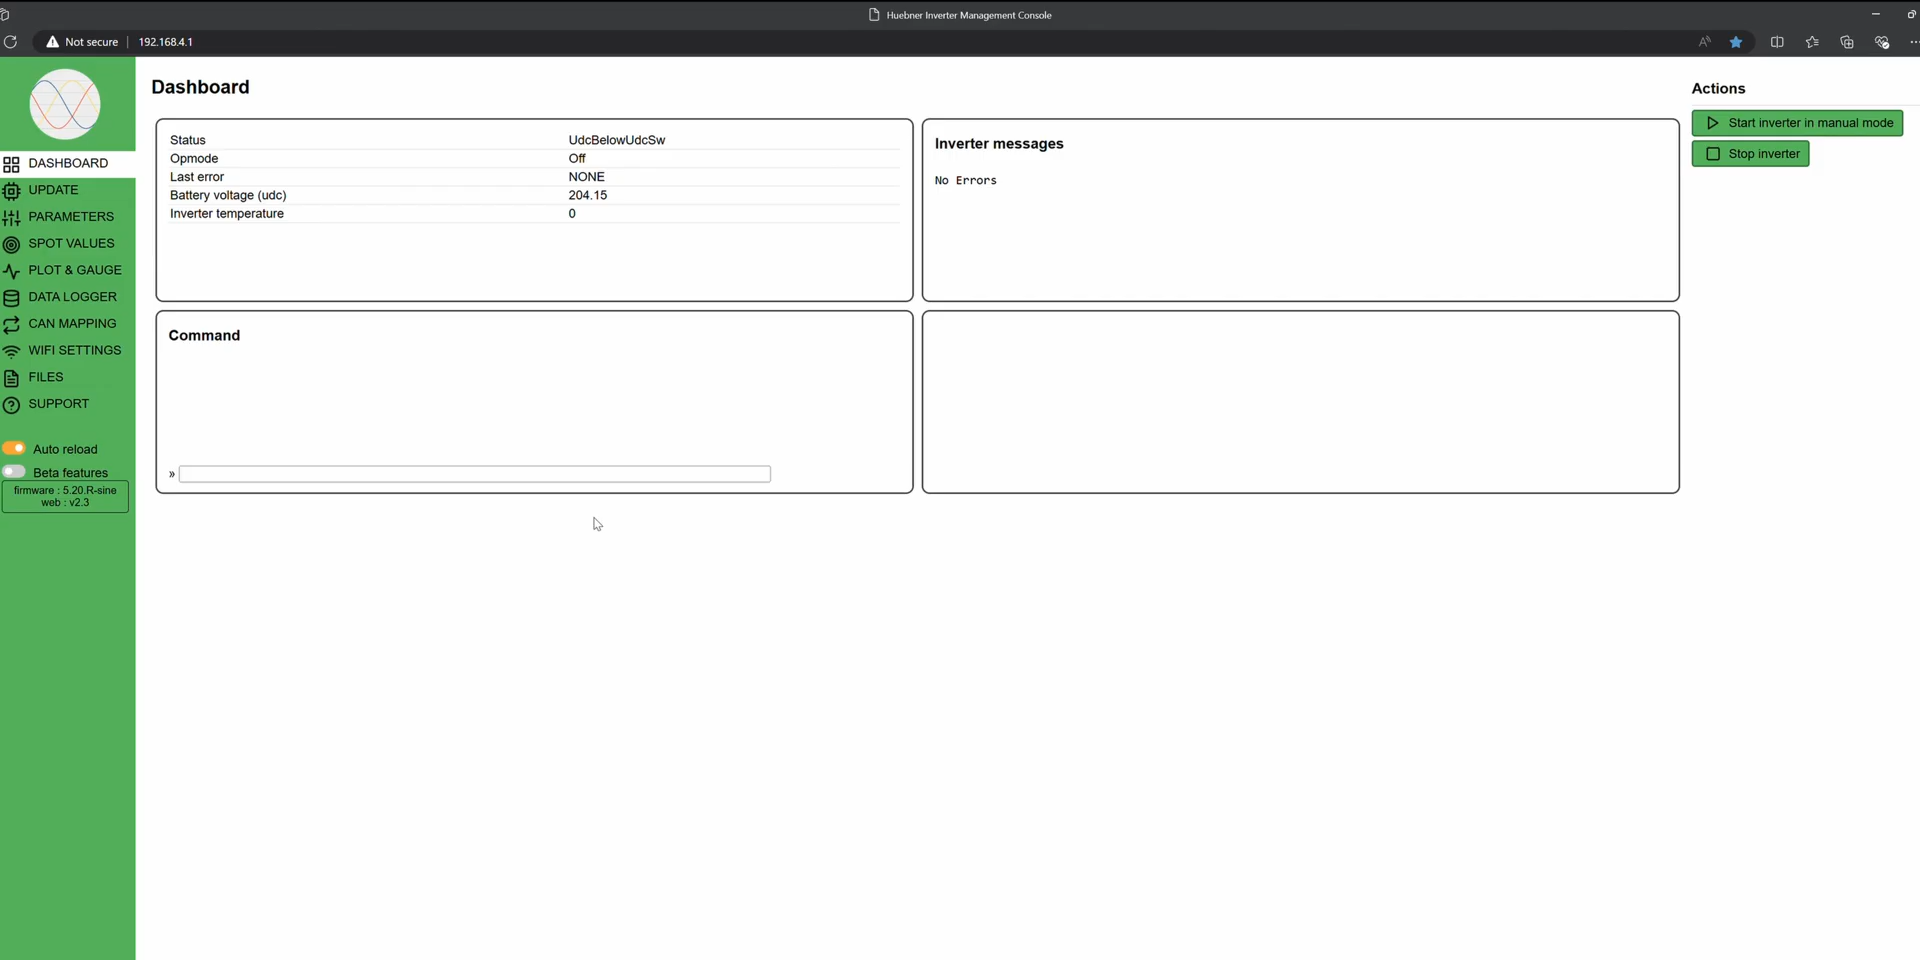 Huebner Inverter Management Console
Not secure
192.168.4.1
Dashboard
Actions
Start inverter in manual mode
Stop inverter
DASHBOARD
UPDATE
PARAMETERS
SPOT VALUES
PLOT & GAUGE
DATA LOGGER
CAN MAPPING
WIFI SETTINGS
FILES
SUPPORT
Auto reload
Beta features
firmware : 5.20.R-sine
web : v2.3
Status UdcBelowUdcSw
Opmode Off
Last error NONE
Battery voltage (udc) 204.15
Inverter temperature 0
Inverter messages
No Errors
Command
»